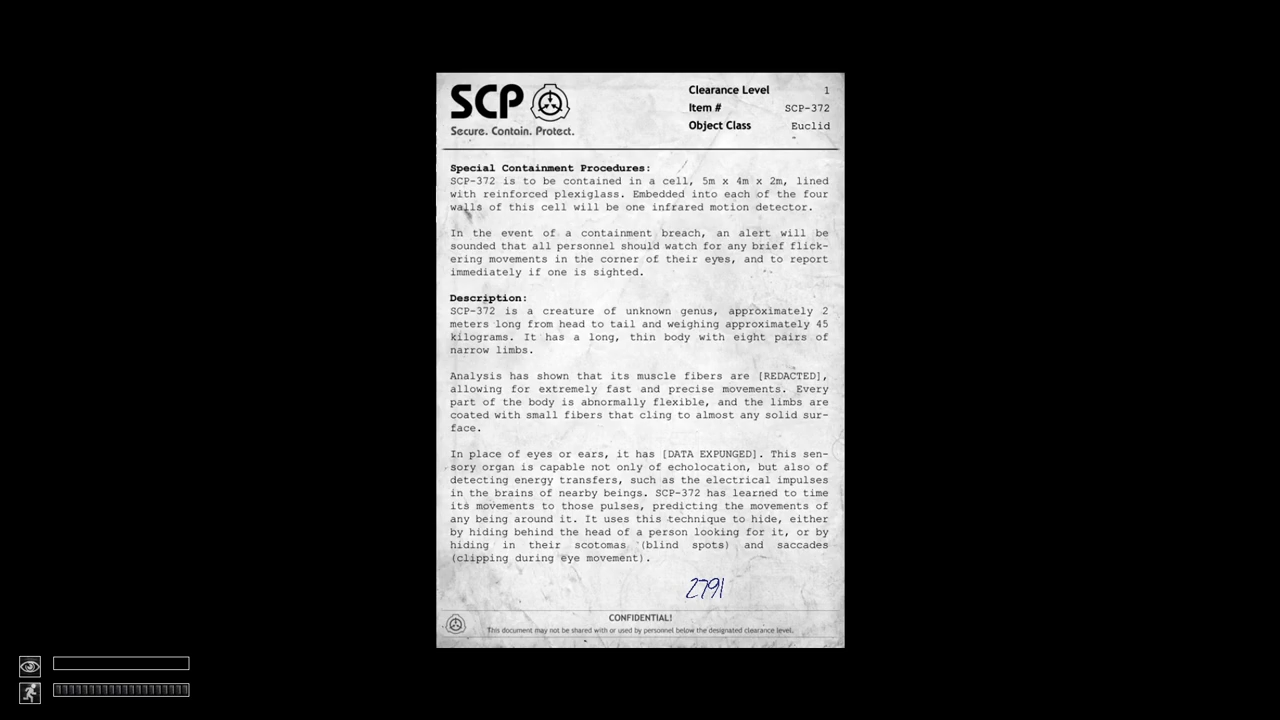 SCP
Secure. Contain. Protect.
Clearance Level 1
Item # SCP-372
Object Class Euclid
Special Containment Procedures:
SCP-372 is to be contained in a cell, 5m x 4m x 2m, lined
with reinforced plexiglass. Embedded into each of the four
walls of this cell will be one infrared motion detector.
In the event of a containment breach, an alert will be
sounded that all personnel should watch for any brief flick-
ering movements in the corner of their eyes, and to report
immediately if one is sighted.
Description:
SCP-372 is a creature of unknown genus, approximately 2
meters long from head to tail and weighing approximately 45
kilograms. It has a long, thin body with eight pairs of
narrow limbs.
Analysis has shown that its muscle fibers are [REDACTED],
allowing for extremely fast and precise movements. Every
part of the body is abnormally flexible, and the limbs are
coated with small fibers that cling to almost any solid sur-
face.
In place of eyes or ears, it has [DATA EXPUNGED]. This sen-
sory organ is capable not only of echolocation, but also of
detecting energy transfers, such as the electrical impulses
in the brains of nearby beings. SCP-372 has learned to time
its movements to those pulses, predicting the movements of
any being around it. It uses this technique to hide, either
by hiding behind the head of a person looking for it, or by
hiding in their scotomas (blind spots) and saccades
(clipping during eye movement).
2791
CONFIDENTIAL!
This document may not be shared with or used by personnel below the designated clearance level.